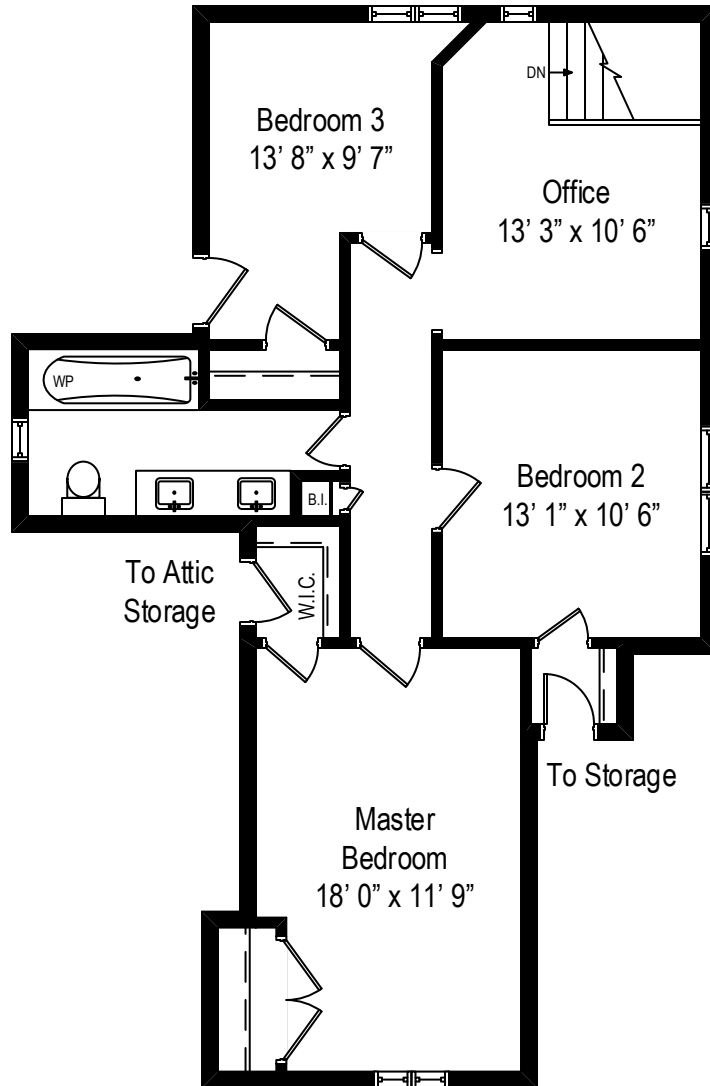 DN
Bedroom 3
13’ 8” x 9’ 7”
Office
13’ 3” x 10’ 6”
WP
Bedroom 2
13’ 1” x 10’ 6”
B.I.
To Attic
Storage
W.I.C.
To Storage
Master
Bedroom
18’ 0” x 11’ 9”